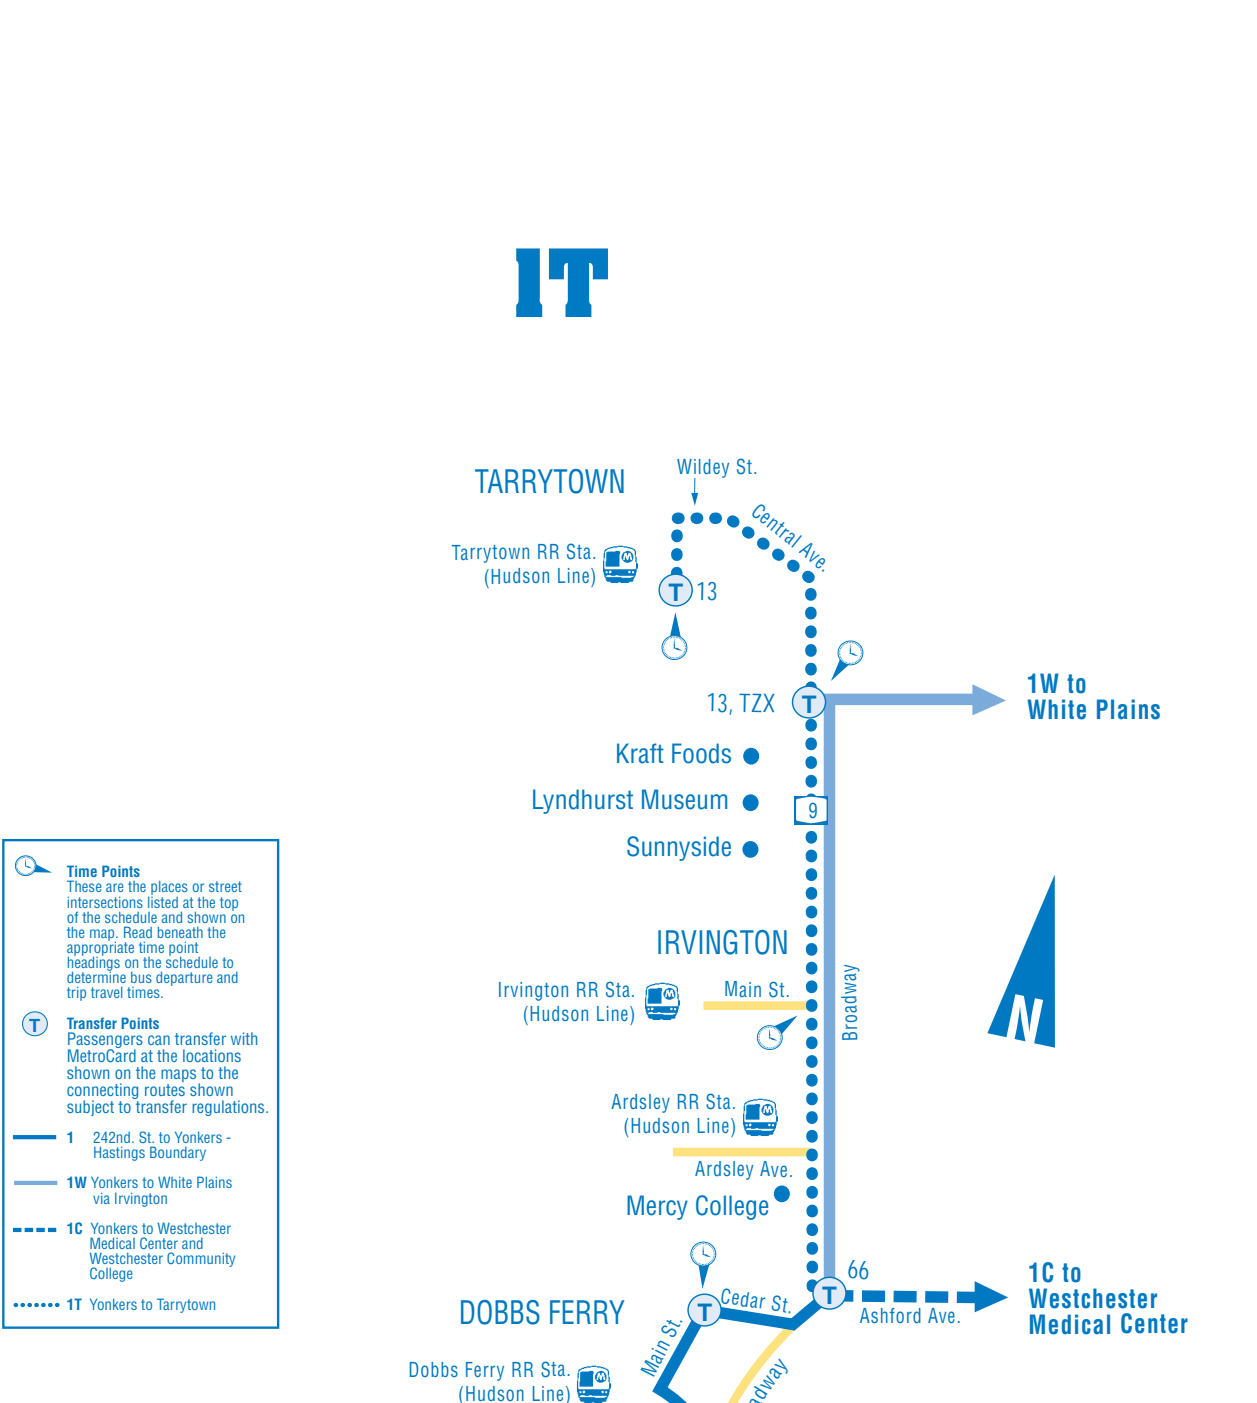 1T
TARRYTOWN
Wildey St.
Central Ave.
Tarrytown RR Sta.
(Hudson Line)
M
T 13
13, TZX T
1W to
White Plains
Kraft Foods
Lyndhurst Museum
9
Sunnyside
Time Points
These are the places or street
intersections listed at the top
of the schedule and shown on
the map. Read beneath the
appropriate time point
headings on the schedule to
determine bus departure and
trip travel times.
T Transfer Points
Passengers can transfer with
MetroCard at the locations
shown on the maps to the
connecting routes shown
subject to transfer regulations.
1 242nd. St. to Yonkers -
Hastings Boundary
1W Yonkers to White Plains
via Irvington
1C Yonkers to Westchester
Medical Center and
Westchester Community
College
1T Yonkers to Tarrytown
IRVINGTON
Irvington RR Sta.
(Hudson Line)
M
Main St.
Broadway
N
Ardsley RR Sta.
(Hudson Line)
M
Ardsley Ave.
Mercy College
66
T
1C to
Westchester
Medical Center
Ashford Ave.
DOBBS FERRY
T
Cedar St.
Main St.
Dobbs Ferry RR Sta.
(Hudson Line)
M
adway